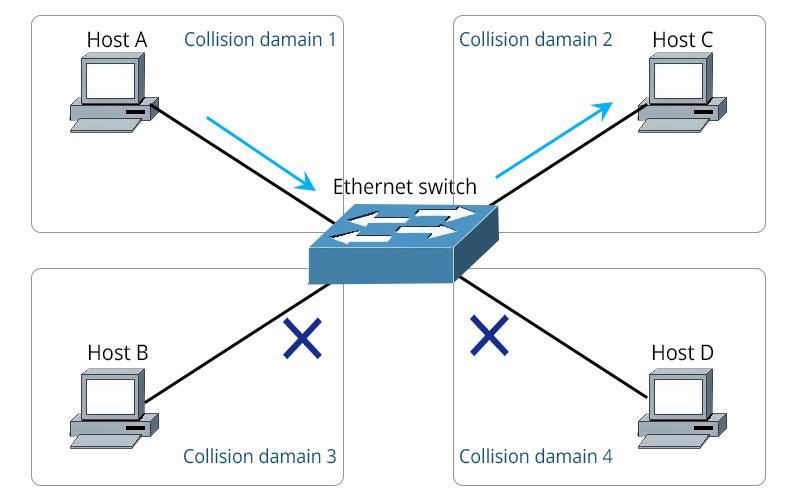 Host A
Collision damain 1
Collision damain 2
Host C
Ethernet switch
Host B
Host D
Collision damain 3
Collision damain 4